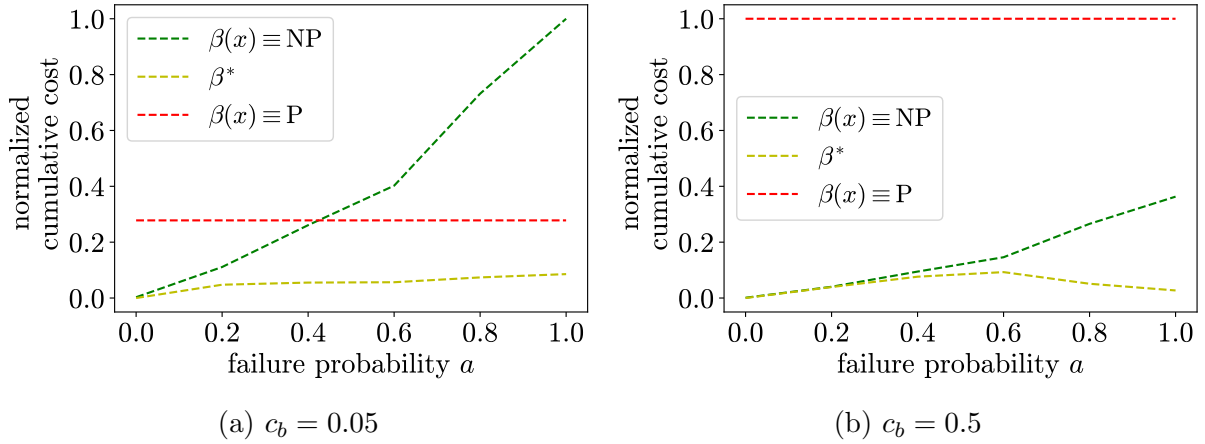 normalized
cumulative cost
1.0
0.8
0.6
0.4
0.2
0.0
β(x) ≡ NP
β*
β(x) ≡ P
0.0 0.2 0.4 0.6 0.8 1.0
failure probability a
(a) c_b = 0.05
normalized
cumulative cost
1.0
0.8
0.6
0.4
0.2
0.0
β(x) ≡ NP
β*
β(x) ≡ P
0.0 0.2 0.4 0.6 0.8 1.0
failure probability a
(b) c_b = 0.5